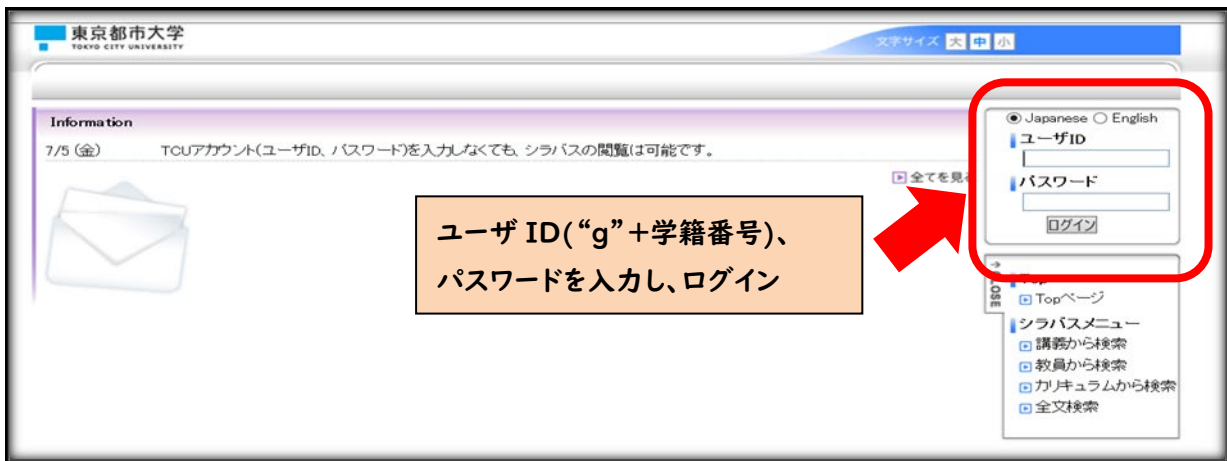 東京都市大学
TOKYO CITY UNIVERSITY
文字サイズ 大 中 小
Information
7/5 (金) TCUアカウント(ユーザID、パスワード)を入力しなくても、シラバスの閲覧は可能です。
全てを見
ユーザ ID(“g”+学籍番号)、
パスワードを入力し、ログイン
Japanese English
ユーザID
パスワード
ログイン
Topページ
シラバスメニュー
講義から検索
教員から検索
カリキュラムから検索
全文検索